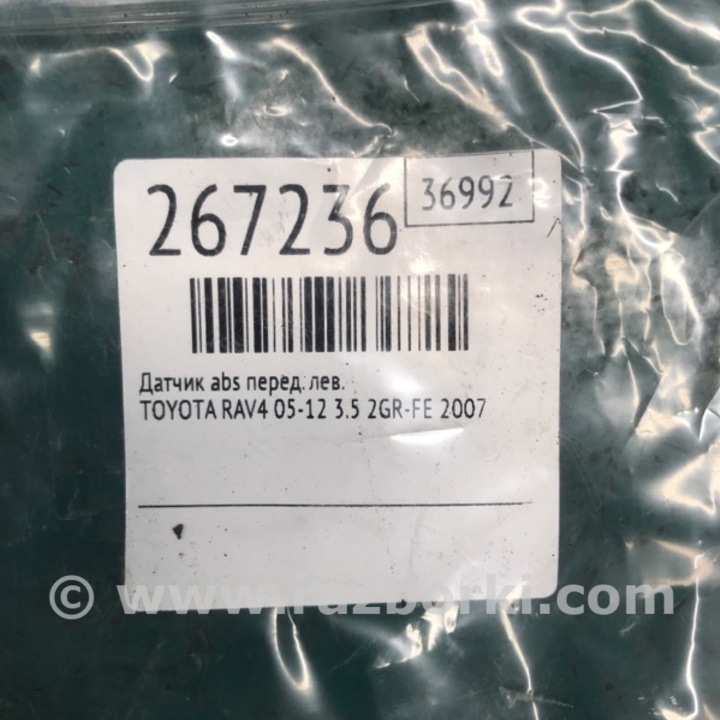 267236
36992
Датчик abs перед. лев.
TOYOTA RAV4 05-12 3.5 2GR-FE 2007
© www.razborki.com